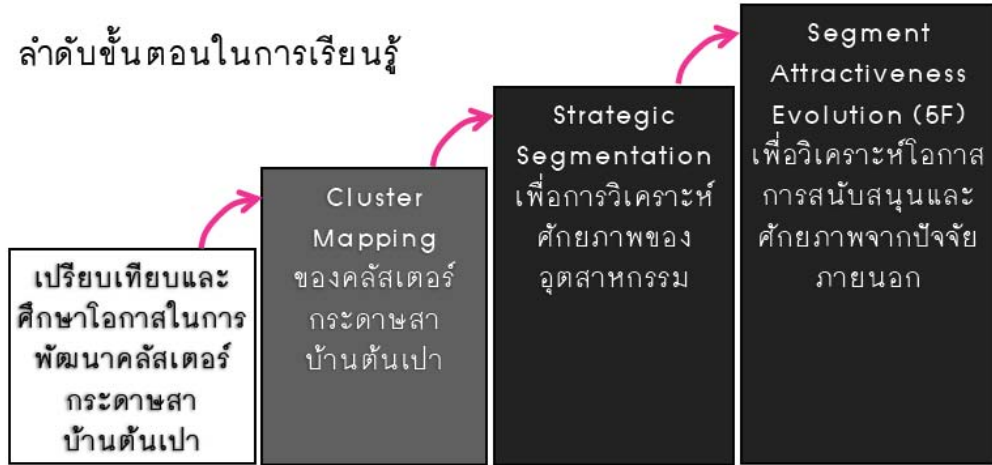 ลำดับขั้นตอนในการเรียนรู้
เปรียบเทียบและ
ศึกษาโอกาสในการ
พัฒนาคลัสเตอร์
กระดาษสา
บ้านต้นเปา
Cluster
Mapping
ของคลัสเตอร์
กระดาษสา
บ้านต้นเปา
Strategic
Segmentation
เพื่อการวิเคราะห์
ศักยภาพของ
อุตสาหกรรม
Segment
Attractiveness
Evolution (5F)
เพื่อวิเคราะห์โอกาส
การสนับสนุนและ
ศักยภาพจากปัจจัย
ภายนอก